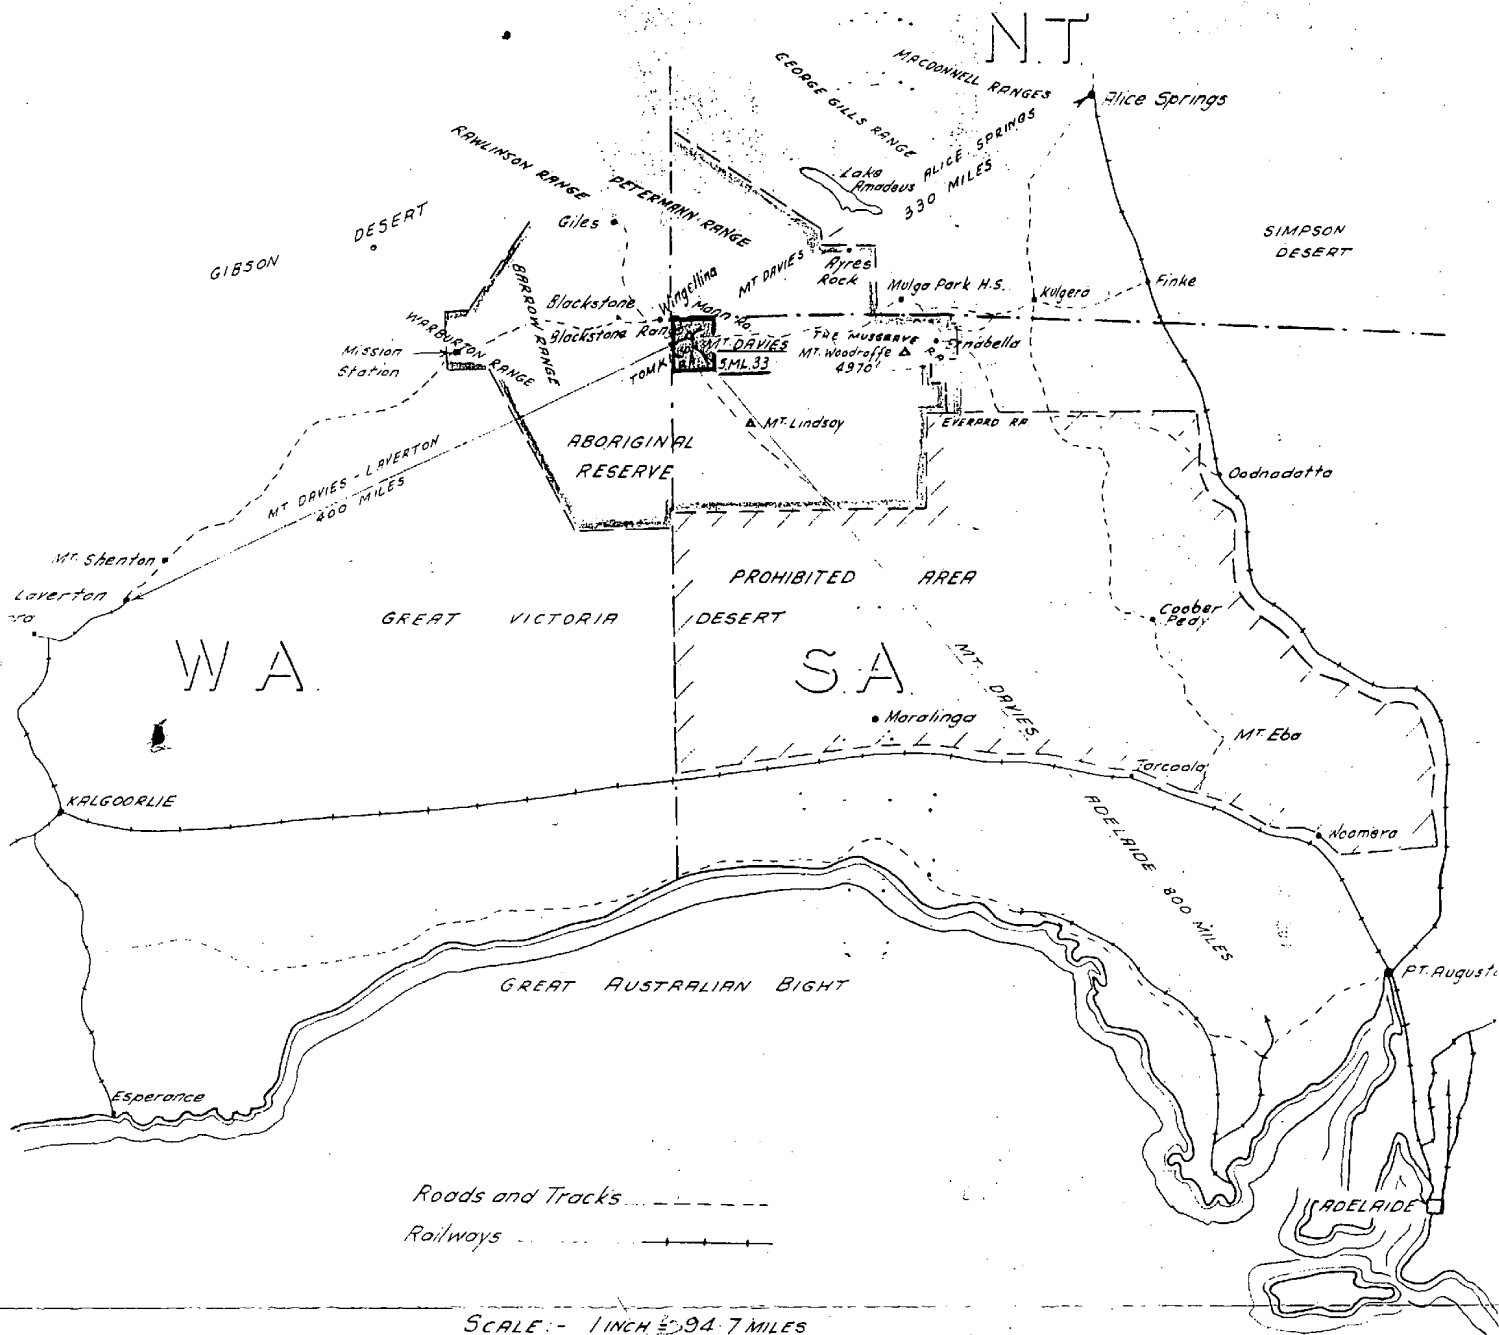 N.T.
MACDONNELL RANGES
GEORGE GILLS RANGE
Alice Springs
RAWLINSON RANGE
PETERMANN RANGE
Lake
Amadeus
ALICE SPRINGS
330 MILES
Giles
DESERT
GIBSON
SIMPSON
DESERT
BARROW RANGE
MT DAVIES
Ayres
Rock
Mulga Park H.S.
Kulgera
Finke
Wingellina
Mann Ra.
Blackstone
Blackstone Rang
WARBURTON RANGE
Mission
Station
TOMK
RA
MT. DAVIES
S.ML.33
THE MUSGRAVE
RA
Mt. Woodroffe
4970'
Ernabella
Mt. Lindsay
EVERARD RA.
ABORIGINAL
RESERVE
MT DAVIES - LAVERTON
400 MILES
Oodnadatta
Mt. Shenton
Laverton
PROHIBITED AREA
GREAT VICTORIA DESERT
Coober
Pedy
W A.
S.A.
MT. DAVIES
Maralinga
Mt. Eba
Tarcoola
KALGOORLIE
ADELAIDE 800 MILES
Woomera
GREAT AUSTRALIAN BIGHT
PT. Augusta
Esperance
Roads and Tracks
Railways
ADELAIDE
SCALE:- 1 INCH = 94.7 MILES